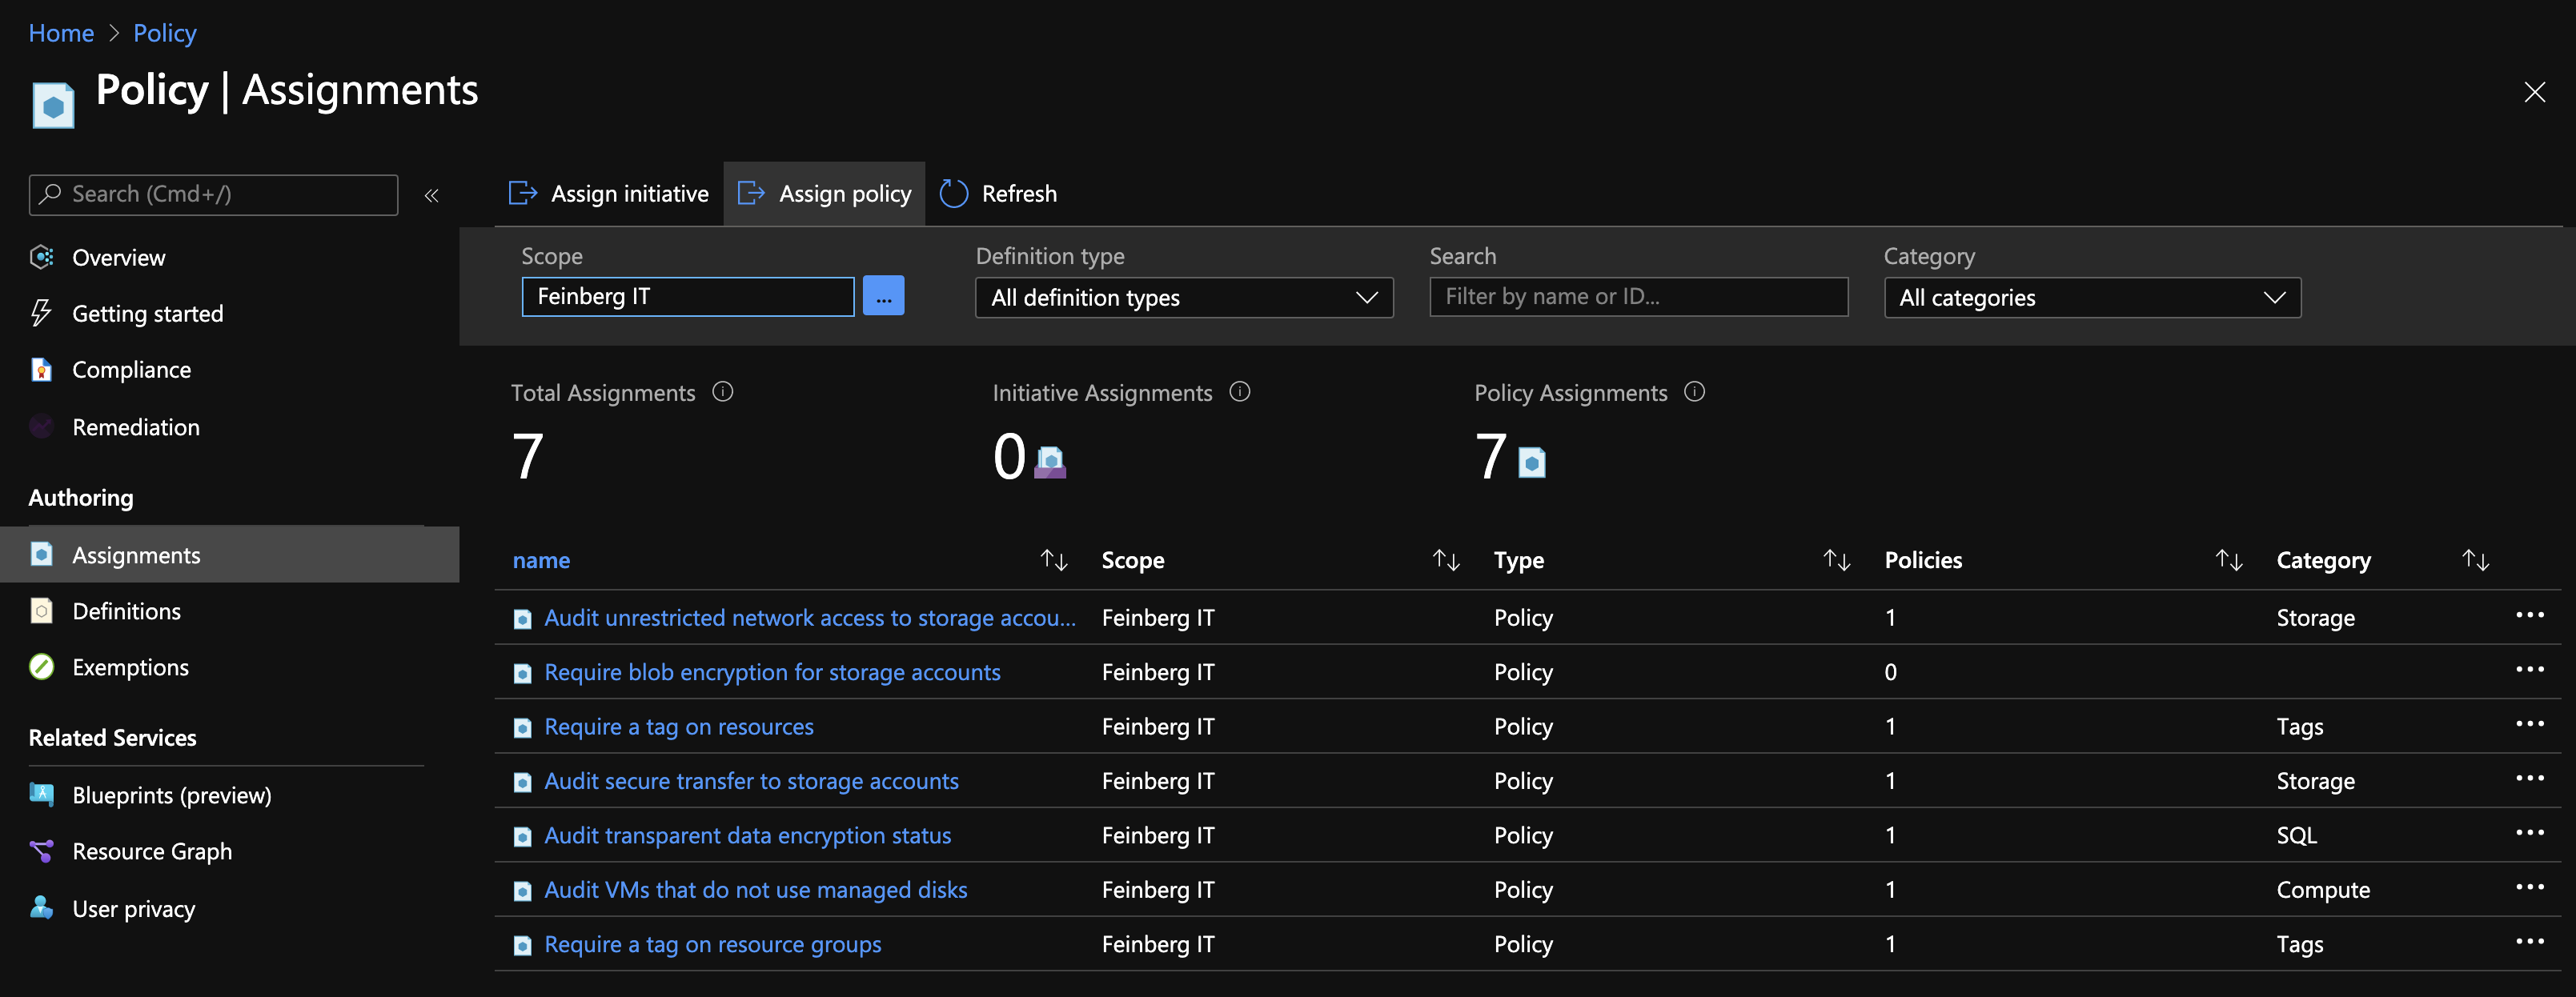 Home > Policy
Policy | Assignments
Search (Cmd+/)
«
Overview
Getting started
Compliance
Remediation
Authoring
Assignments
Definitions
Exemptions
Related Services
Blueprints (preview)
Resource Graph
User privacy
Assign initiative Assign policy Refresh
Scope Definition type Search Category
Feinberg IT ... All definition types Filter by name or ID... All categories
Total Assignments Initiative Assignments Policy Assignments
7 0 7
name Scope Type Policies Category
Audit unrestricted network access to storage accou... Feinberg IT Policy 1 Storage
Require blob encryption for storage accounts Feinberg IT Policy 0
Require a tag on resources Feinberg IT Policy 1 Tags
Audit secure transfer to storage accounts Feinberg IT Policy 1 Storage
Audit transparent data encryption status Feinberg IT Policy 1 SQL
Audit VMs that do not use managed disks Feinberg IT Policy 1 Compute
Require a tag on resource groups Feinberg IT Policy 1 Tags